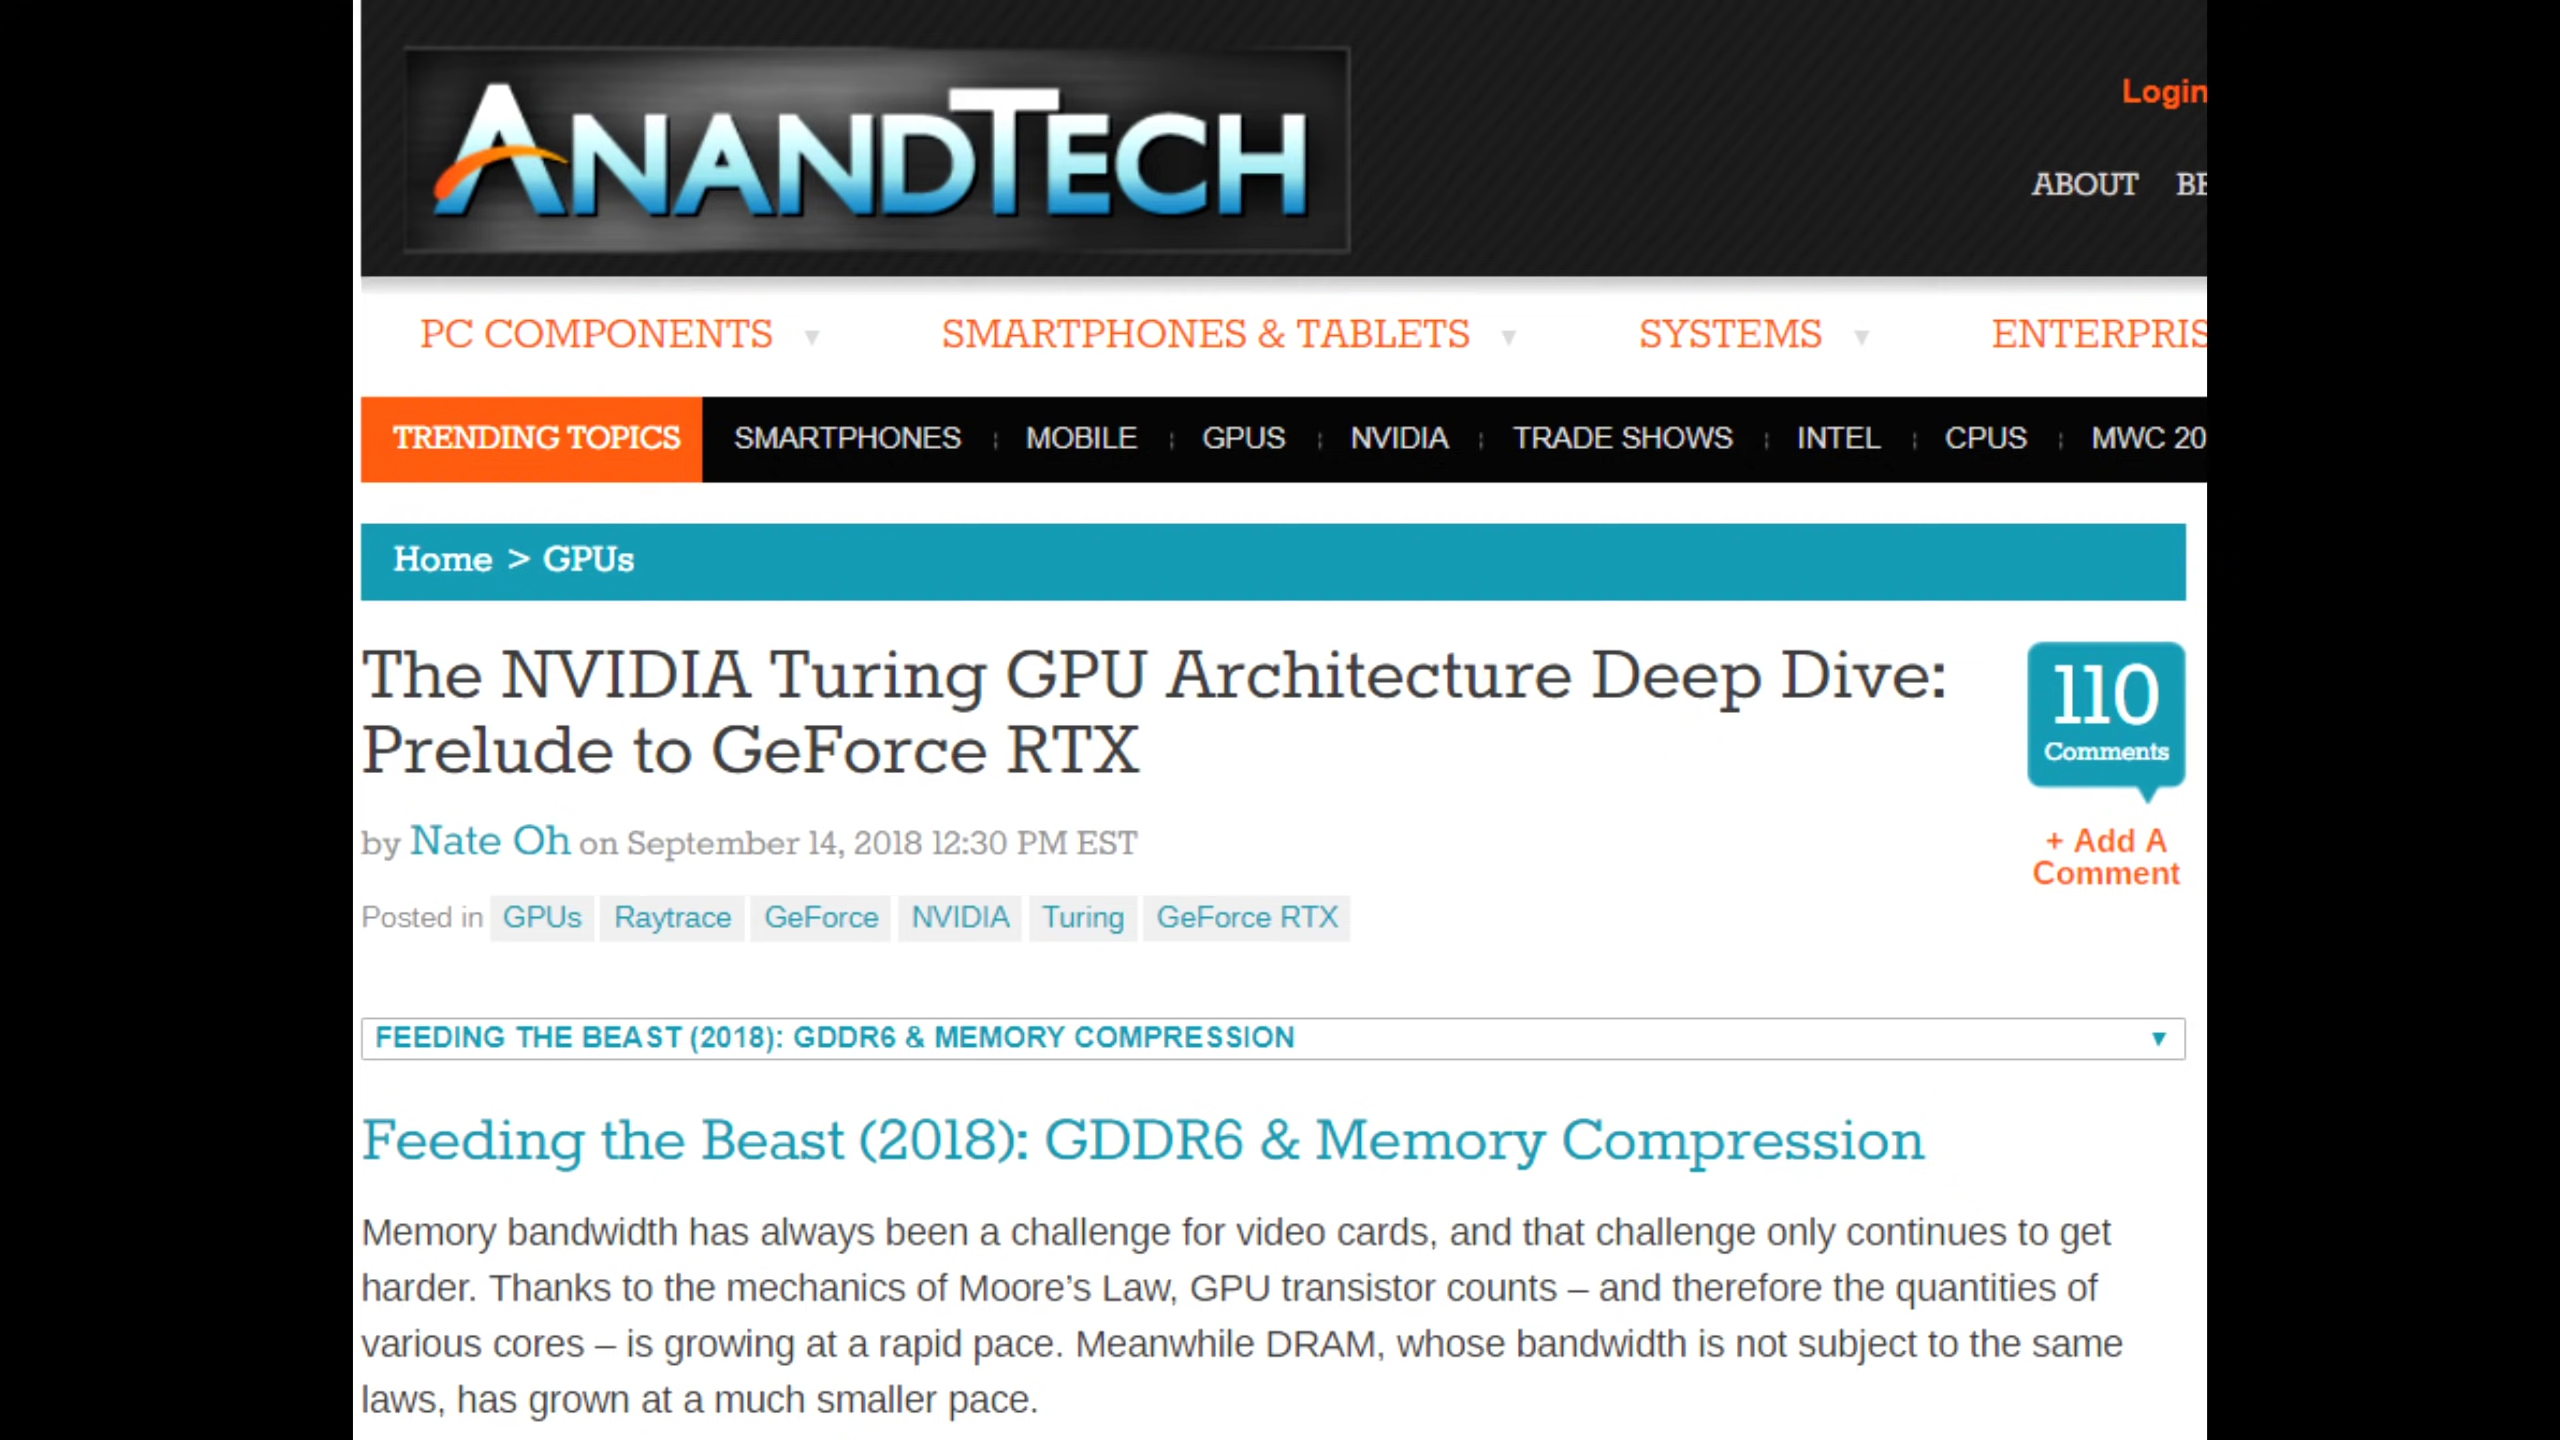 ANANDTECH
Login
ABOUT
PC COMPONENTS ▼ SMARTPHONES & TABLETS ▼ SYSTEMS ▼ ENTERPRIS
TRENDING TOPICS SMARTPHONES MOBILE GPUS NVIDIA TRADE SHOWS INTEL CPUS MWC 20
Home > GPUs
The NVIDIA Turing GPU Architecture Deep Dive:
Prelude to GeForce RTX
110
Comments
by Nate Oh on September 14, 2018 12:30 PM EST
+ Add A
Comment
Posted in GPUs Raytrace GeForce NVIDIA Turing GeForce RTX
FEEDING THE BEAST (2018): GDDR6 & MEMORY COMPRESSION ▼
Feeding the Beast (2018): GDDR6 & Memory Compression
Memory bandwidth has always been a challenge for video cards, and that challenge only continues to get
harder. Thanks to the mechanics of Moore’s Law, GPU transistor counts – and therefore the quantities of
various cores – is growing at a rapid pace. Meanwhile DRAM, whose bandwidth is not subject to the same
laws, has grown at a much smaller pace.